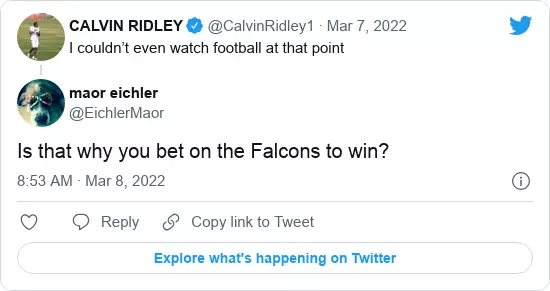 CALVIN RIDLEY @CalvinRidley1 · Mar 7, 2022
I couldn’t even watch football at that point
maor eichler
@EichlerMaor
Is that why you bet on the Falcons to win?
8:53 AM · Mar 8, 2022
Reply Copy link to Tweet
Explore what's happening on Twitter